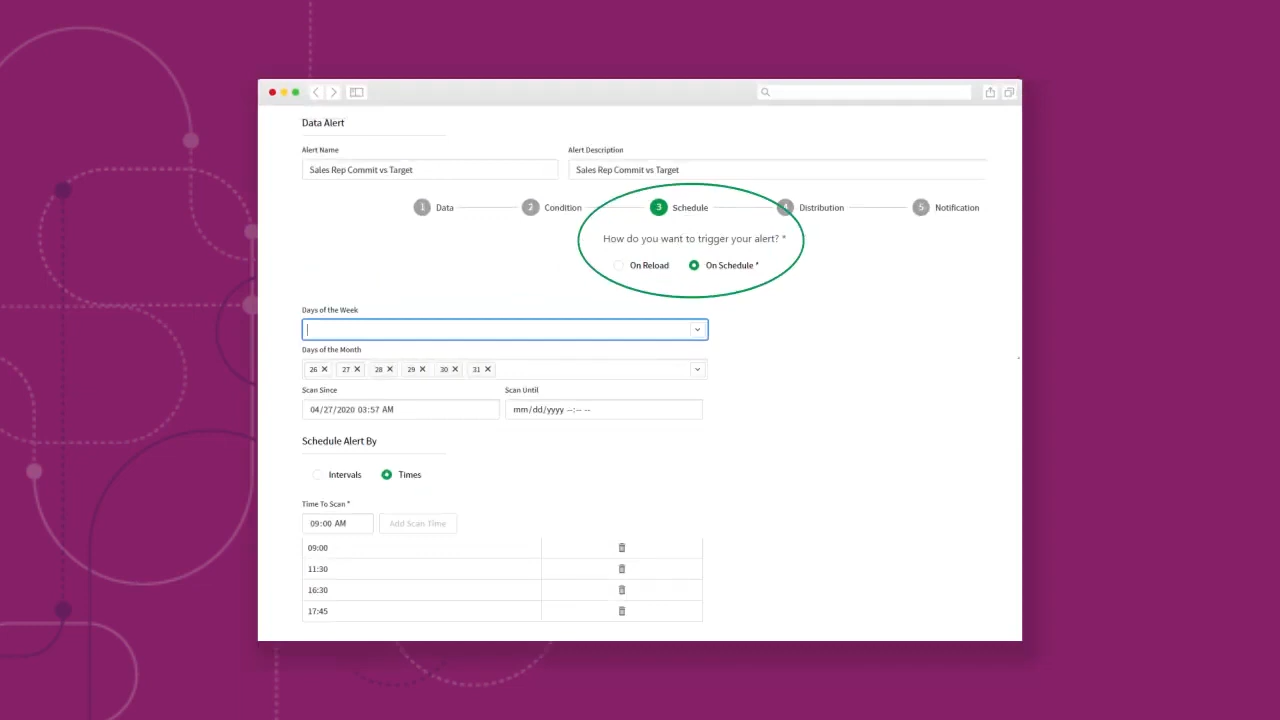 Data Alert
Alert Name
Alert Description
Sales Rep Commit vs Target
Sales Rep Commit vs Target
1 Data
2 Condition
3 Schedule
4 Distribution
5 Notification
How do you want to trigger your alert? *
On Reload
On Schedule *
Days of the Week
Days of the Month
26 27 28 29 30 31
Scan Since
Scan Until
04/27/2020 03:57 AM
mm/dd/yyyy --:-- --
Schedule Alert By
Intervals
Times
Time To Scan *
09:00 AM
Add Scan Time
09:00
11:30
16:30
17:45